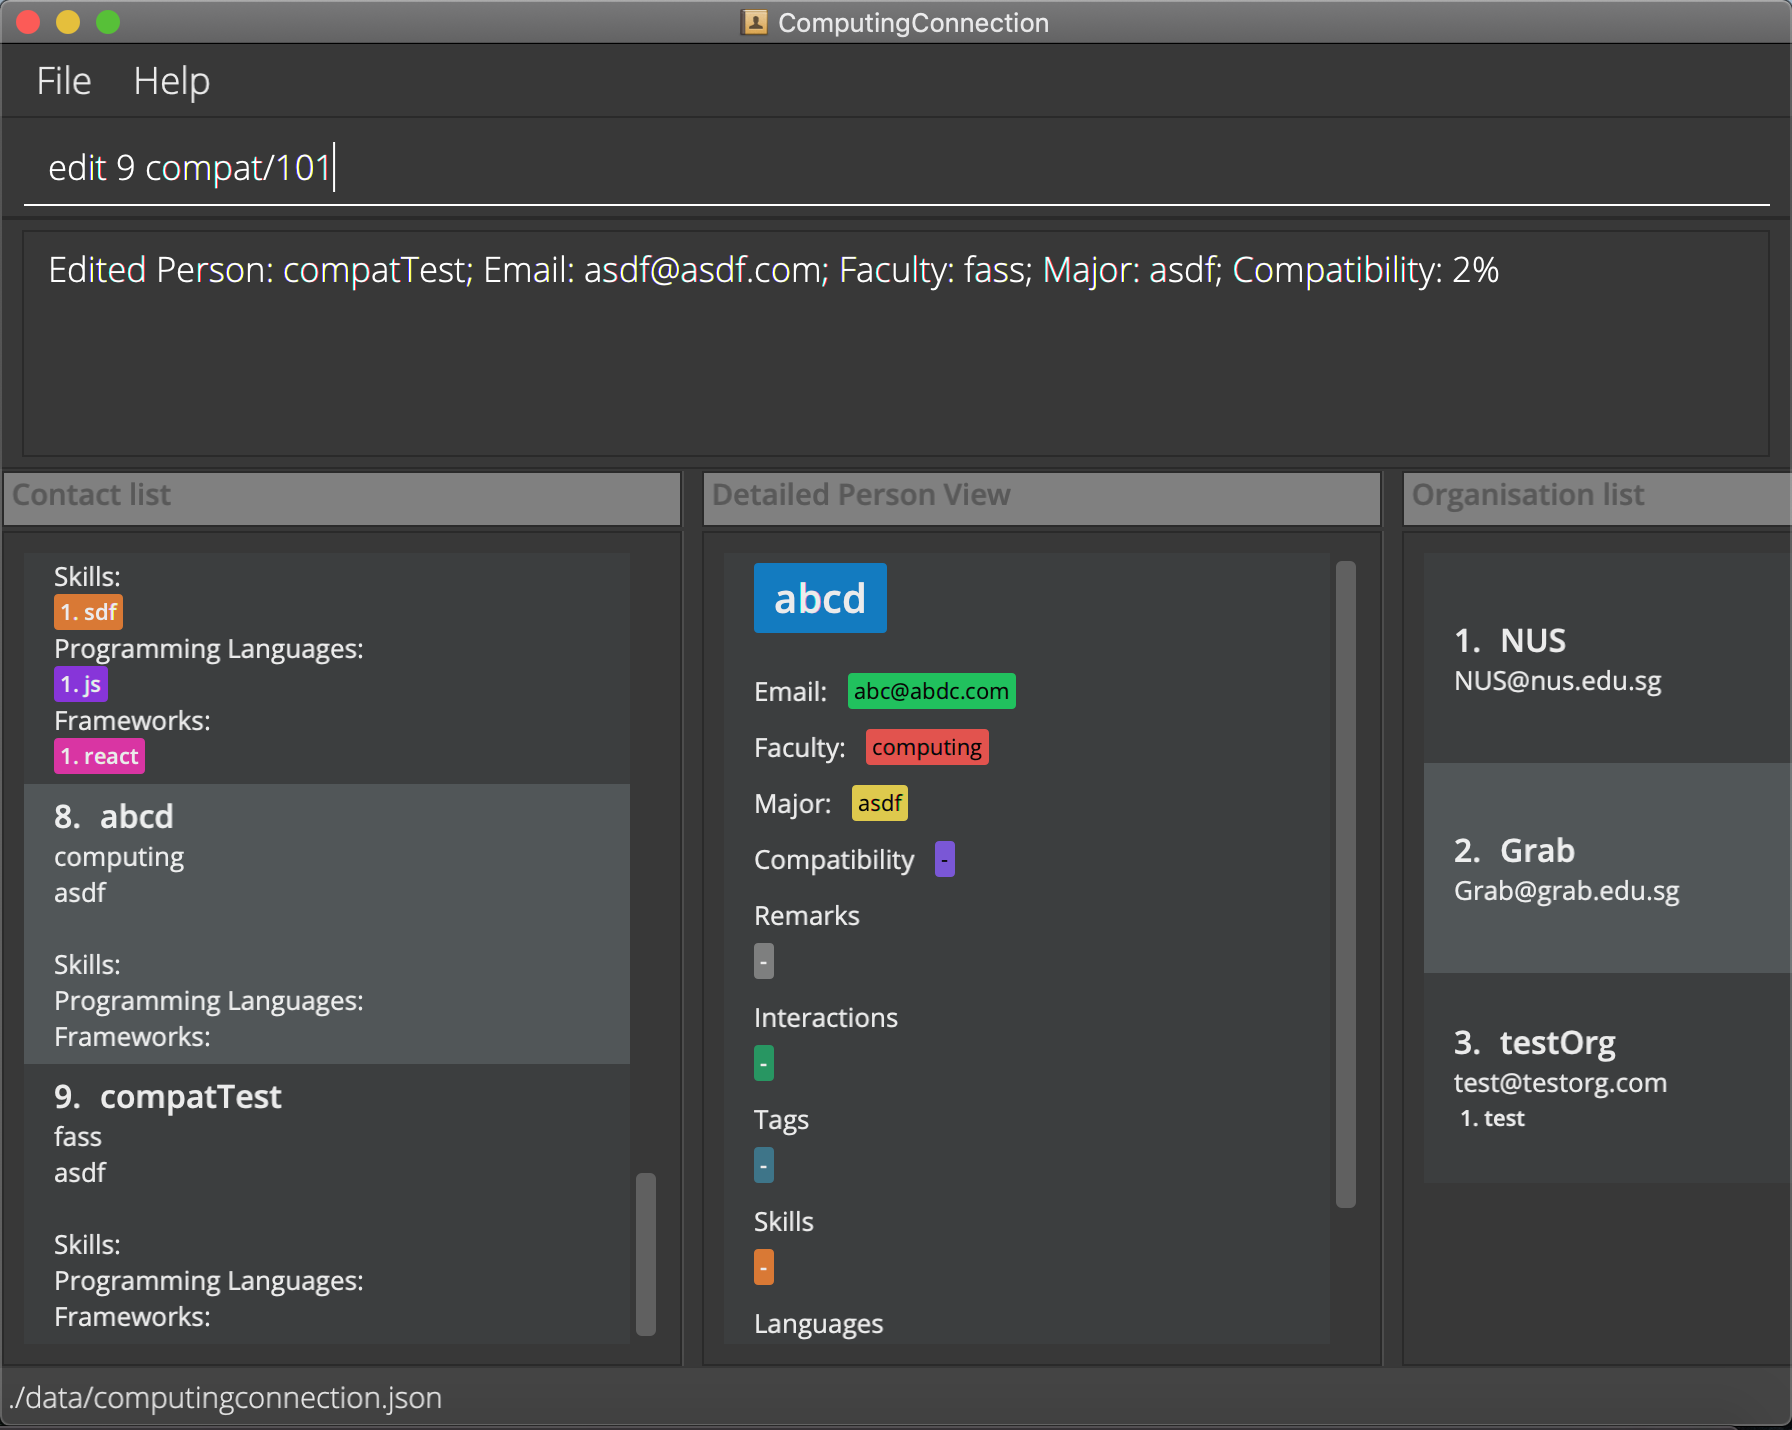 ComputingConnection
File Help
edit 9 compat/101
Edited Person: compatTest; Email: asdf@asdf.com; Faculty: fass; Major: asdf; Compatibility: 2%
Contact list
Skills:
1. sdf
Programming Languages:
1. js
Frameworks:
1. react
8. abcd
computing
asdf
Skills:
Programming Languages:
Frameworks:
9. compatTest
fass
asdf
Skills:
Programming Languages:
Frameworks:
Detailed Person View
abcd
Email: abc@abdc.com
Faculty: computing
Major: asdf
Compatibility -
Remarks
-
Interactions
-
Tags
-
Skills
-
Languages
Organisation list
1. NUS
NUS@nus.edu.sg
2. Grab
Grab@grab.edu.sg
3. testOrg
test@testorg.com
1. test
./data/computingconnection.json